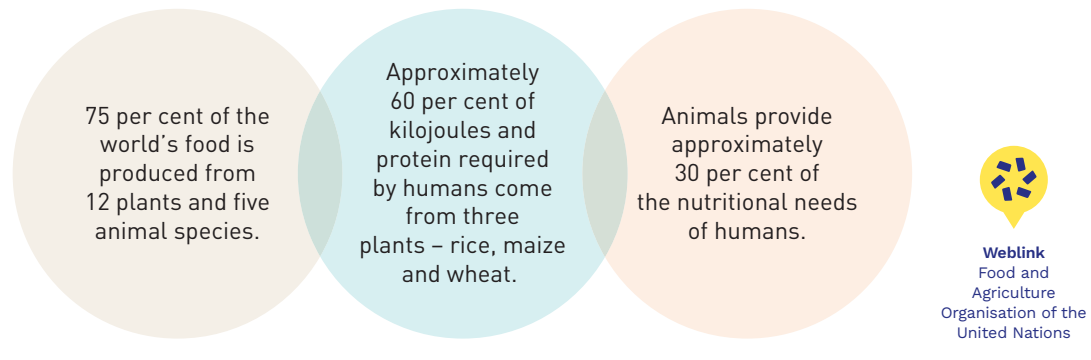 75 per cent of the
world's food is
produced from
12 plants and five
animal species.
Approximately
60 per cent of
kilojoules and
protein required
by humans come
from three
plants – rice, maize
and wheat.
Animals provide
approximately
30 per cent of
the nutritional needs
of humans.
Weblink
Food and
Agriculture
Organisation of the
United Nations